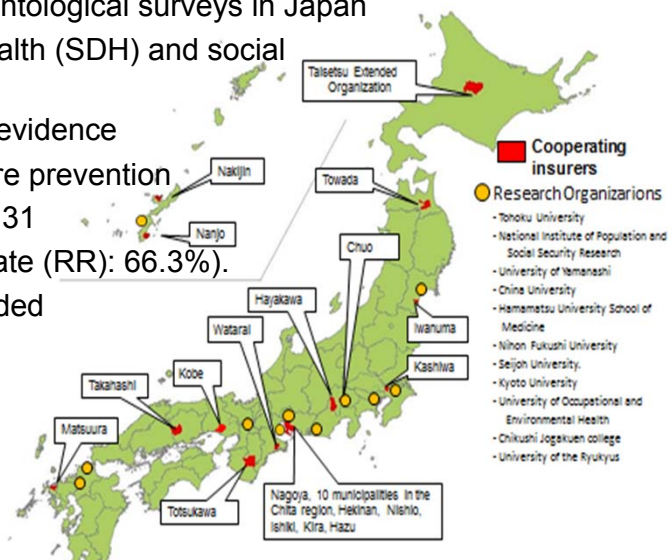 ntological surveys in Japan
alth (SDH) and social
evidence
re prevention
31
ate (RR): 66.3%).
ded
Taisetsu Extended
Organization
Cooperating
insurers
Research Organizarions
- Tohoku University
- National Institute of Population and
Social Security Research
- University of Yamanashi
- China University
- Hamamatsu University School of
Medicine
- Nihon Fukushi University
- Seijoh University.
- Kyoto University
- University of Occupational and
Environmental Health
- Chikushi Jogakuen college
- University of the Ryukyus
Nakijin
Nanjo
Towada
Chuo
Hayakawa
Iwanuma
Watarai
Kashiwa
Kobe
Takahashi
Matsuura
Totsukawa
Nagoya, 10 municipalities in the
Chita region, Hekinan, Nishio,
Ishiki, Kira, Hazu